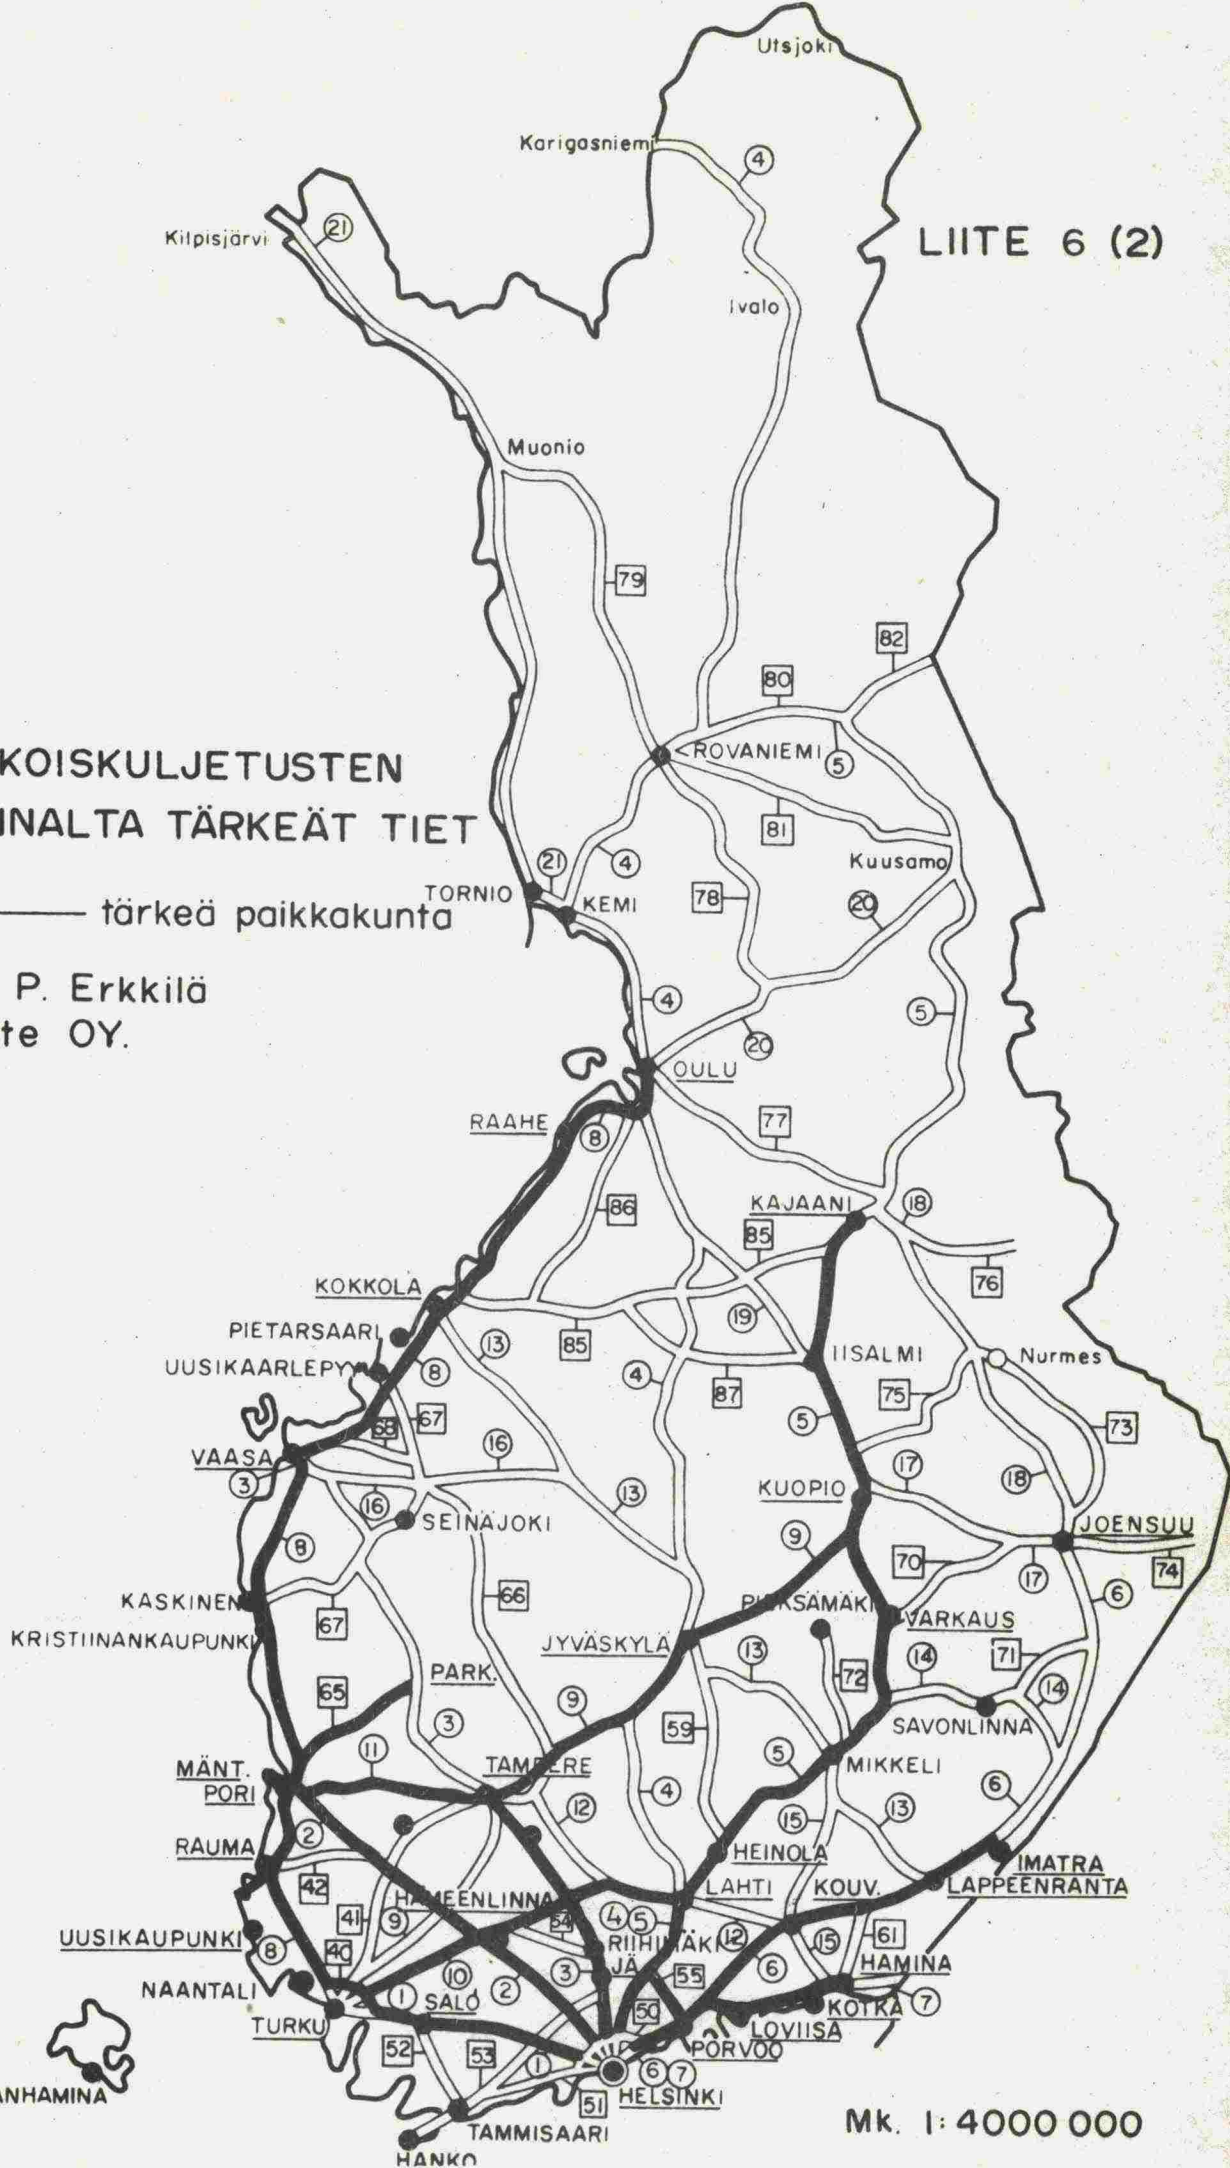 Utsjoki
Karigasniemi
4
Kilpisjärvi
21
LIITE 6 (2)
Ivalo
Muonio
79
82
80
KOISKULJETUSTEN
ROVANIEMI
5
INALTA TÄRKEÄT TIET
81
21
4
Kuusamo
TORNIO
KEMI
78
20
tärkeä paikkakunta
P. Erkkilä
4
5
te OY.
20
OULU
RAAHE
8
77
86
KAJAANI
18
85
76
KOKKOLA
19
PIETARSAARI
13
85
IISALMI
Nurmes
UUSIKAARLEPYY
8
4
87
75
67
5
73
68
16
VAASA
3
17
18
16
13
KUOPIO
SEINÄJOKI
JOENSUU
8
9
70
17
74
66
6
KASKINEN
67
PIEKSÄMÄKI
VARKAUS
KRISTIINANKAUPUNKI
JYVÄSKYLÄ
13
14
71
PARK.
72
65
14
9
59
SAVONLINNA
3
11
5
MÄNT.
TAMPERE
MIKKELI
PORI
4
6
12
15
13
2
RAUMA
HEINOLA
IMATRA
42
LAHTI
KOUV.
LAPPEENRANTA
HÄMEENLINNA
41
9
54
4 5
61
UUSIKAUPUNKI
8
40
RIIHIMÄKI
12
15
HAMINA
10
3
JÄ
55
6
NAANTALI
1
SALO
2
7
50
KOTKA
TURKU
LOVIISA
52
53
1
PORVOO
6 7
ANHAMINA
51
HELSINKI
Mk. 1:4000 000
TAMMISAARI
HANKO